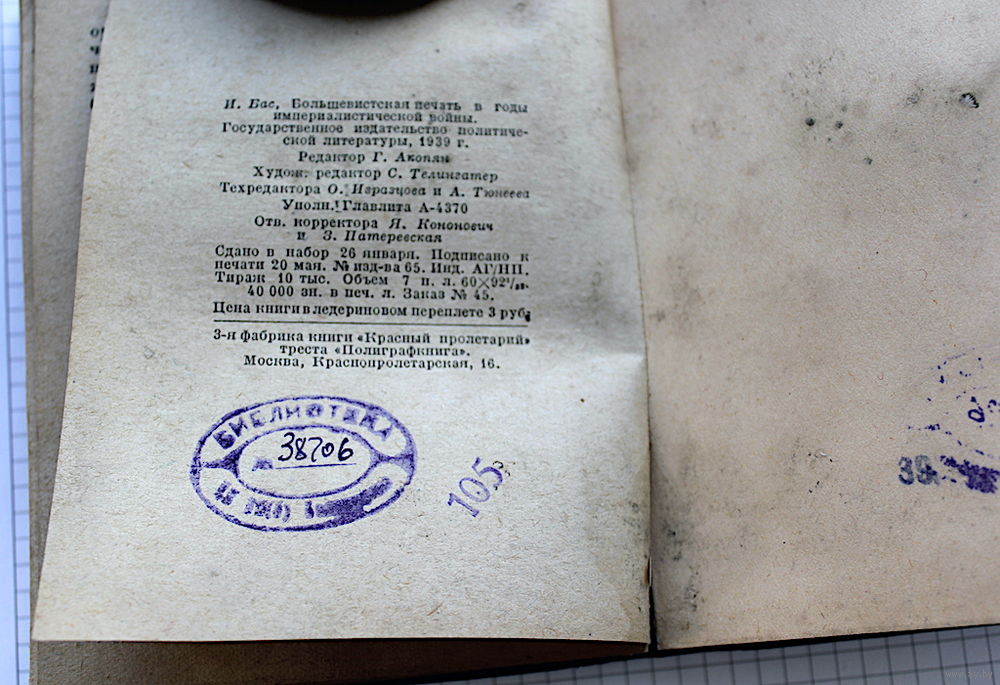 И. Бас, Большевистская печать в годы
империалистической войны.
Государственное издательство политиче-
ской литературы, 1939 г.
Редактор Г. Акопян
Худож. редактор С. Телингатер
Техредактора О. Игразцова и А. Тюнеева
Уполн. Главлита А-4370
Отв. корректора Я. Кононович
и З. Патеревская
Сдано в набор 26 января. Подписано к
печати 20 мая. № изд-ва 65. Инд. АГ/НП.
Тираж 10 тыс. Объем 7 п. л. 60×92¹/₁₆.
40 000 зн. в печ. л. Заказ № 45.
Цена книги в ледериновом переплете 3 руб.
3-я фабрика книги «Красный пролетарий»
треста «Полиграфкнига».
Москва, Краснопролетарская, 16.
БИБЛИОТЕКА
№ 38706
105